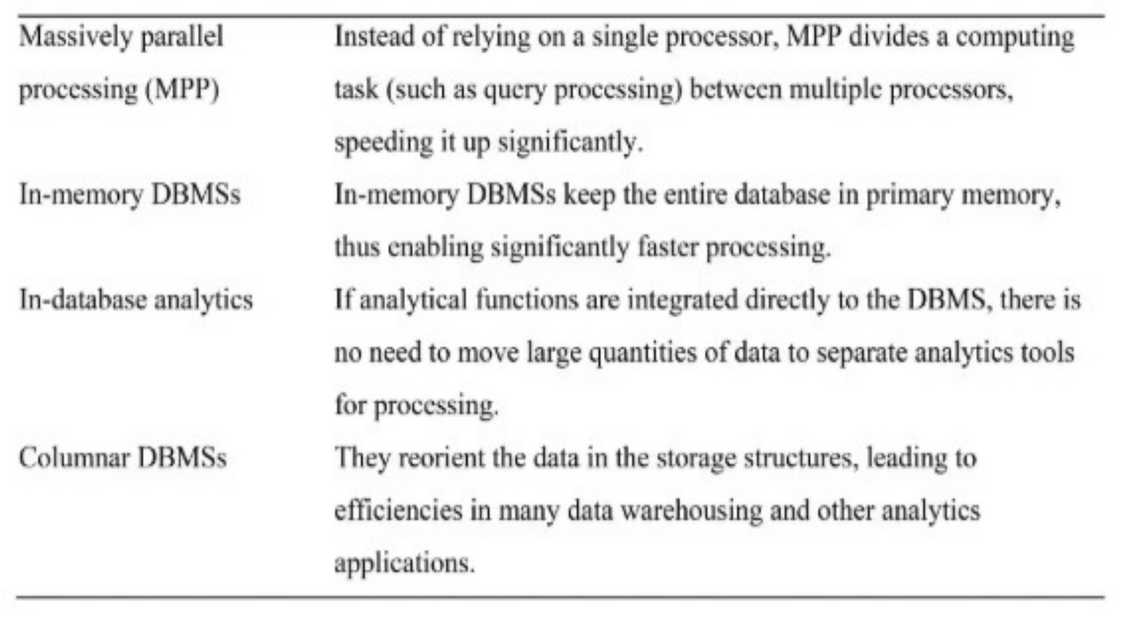 Massively parallel Instead of relying on a single processor, MPP divides a computing
processing (MPP) task (such as query processing) between multiple processors,
speeding it up significantly.
In-memory DBMSs In-memory DBMSs keep the entire database in primary memory,
thus enabling significantly faster processing.
In-database analytics If analytical functions are integrated directly to the DBMS, there is
no need to move large quantities of data to separate analytics tools
for processing.
Columnar DBMSs They reorient the data in the storage structures, leading to
efficiencies in many data warehousing and other analytics
applications.